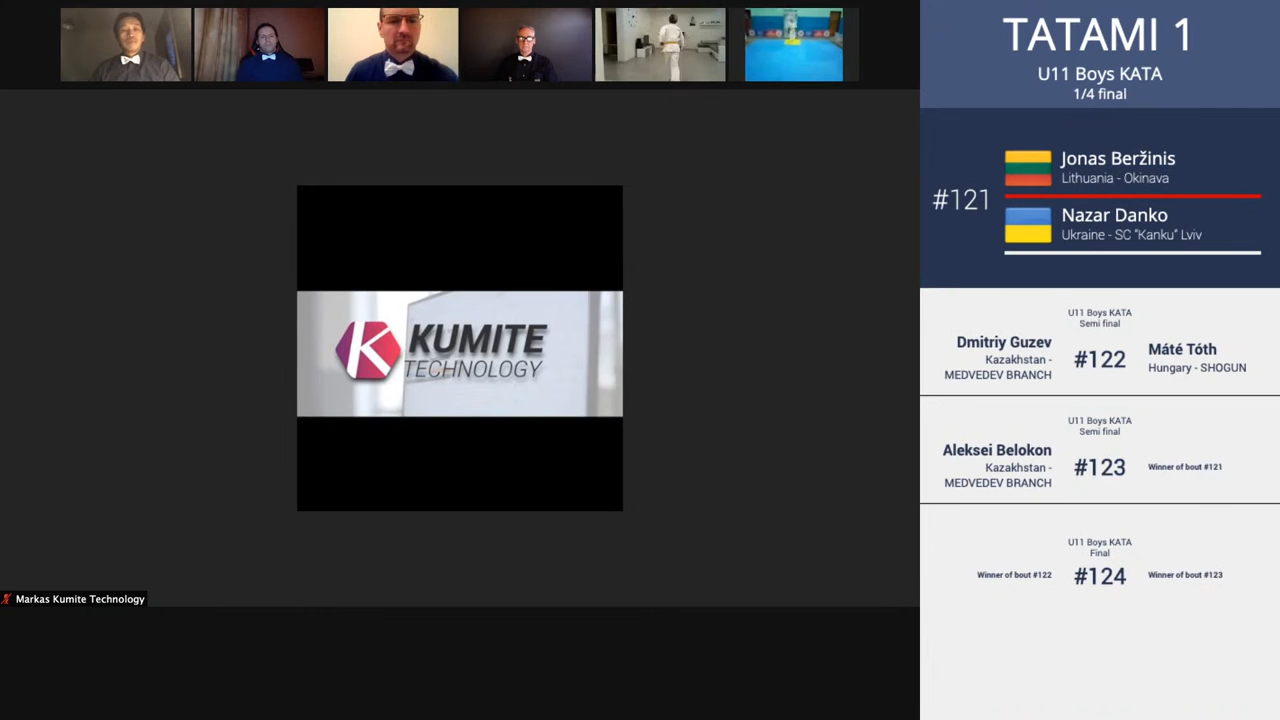 TATAMI 1
U11 Boys KATA
1/4 final
#121
Jonas Beržinis
Lithuania - Okinava
Nazar Danko
Ukraine - SC "Kanku" Lviv
U11 Boys KATA
Semi final
Dmitriy Guzev
Kazakhstan -
MEDVEDEV BRANCH
#122
Máté Tóth
Hungary - SHOGUN
U11 Boys KATA
Semi final
Aleksei Belokon
Kazakhstan -
MEDVEDEV BRANCH
#123
Winner of bout #121
U11 Boys KATA
Final
Winner of bout #122
#124
Winner of bout #123
K KUMITE
TECHNOLOGY
Markas Kumite Technology